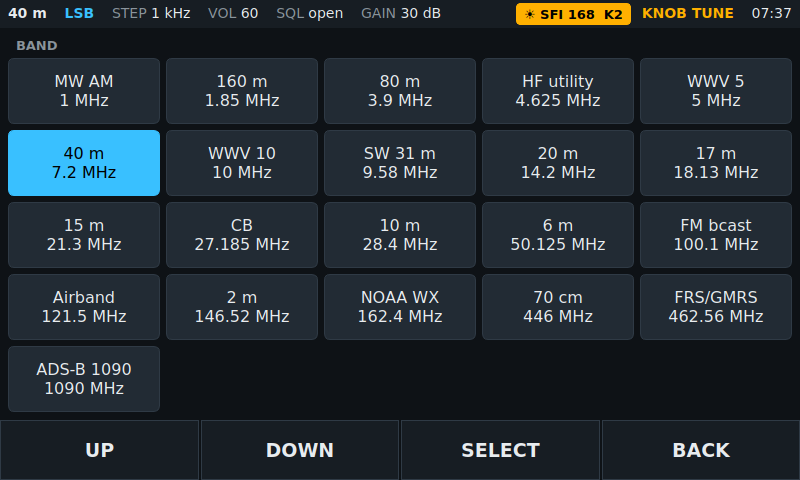 40 m LSB STEP 1 kHz VOL 60 SQL open GAIN 30 dB ☀ SFI 168 K2 KNOB TUNE 07:37
BAND
MW AM
1 MHz
160 m
1.85 MHz
80 m
3.9 MHz
HF utility
4.625 MHz
WWV 5
5 MHz
40 m
7.2 MHz
WWV 10
10 MHz
SW 31 m
9.58 MHz
20 m
14.2 MHz
17 m
18.13 MHz
15 m
21.3 MHz
CB
27.185 MHz
10 m
28.4 MHz
6 m
50.125 MHz
FM bcast
100.1 MHz
Airband
121.5 MHz
2 m
146.52 MHz
NOAA WX
162.4 MHz
70 cm
446 MHz
FRS/GMRS
462.56 MHz
ADS-B 1090
1090 MHz
UP DOWN SELECT BACK